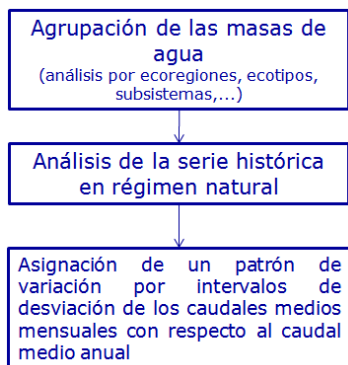 Agrupación de las masas de
agua
(análisis por ecoregiones, ecotipos,
subsistemas,...)
Análisis de la serie histórica
en régimen natural
Asignación de un patrón de
variación por intervalos de
desviación de los caudales medios
mensuales con respecto al caudal
medio anual